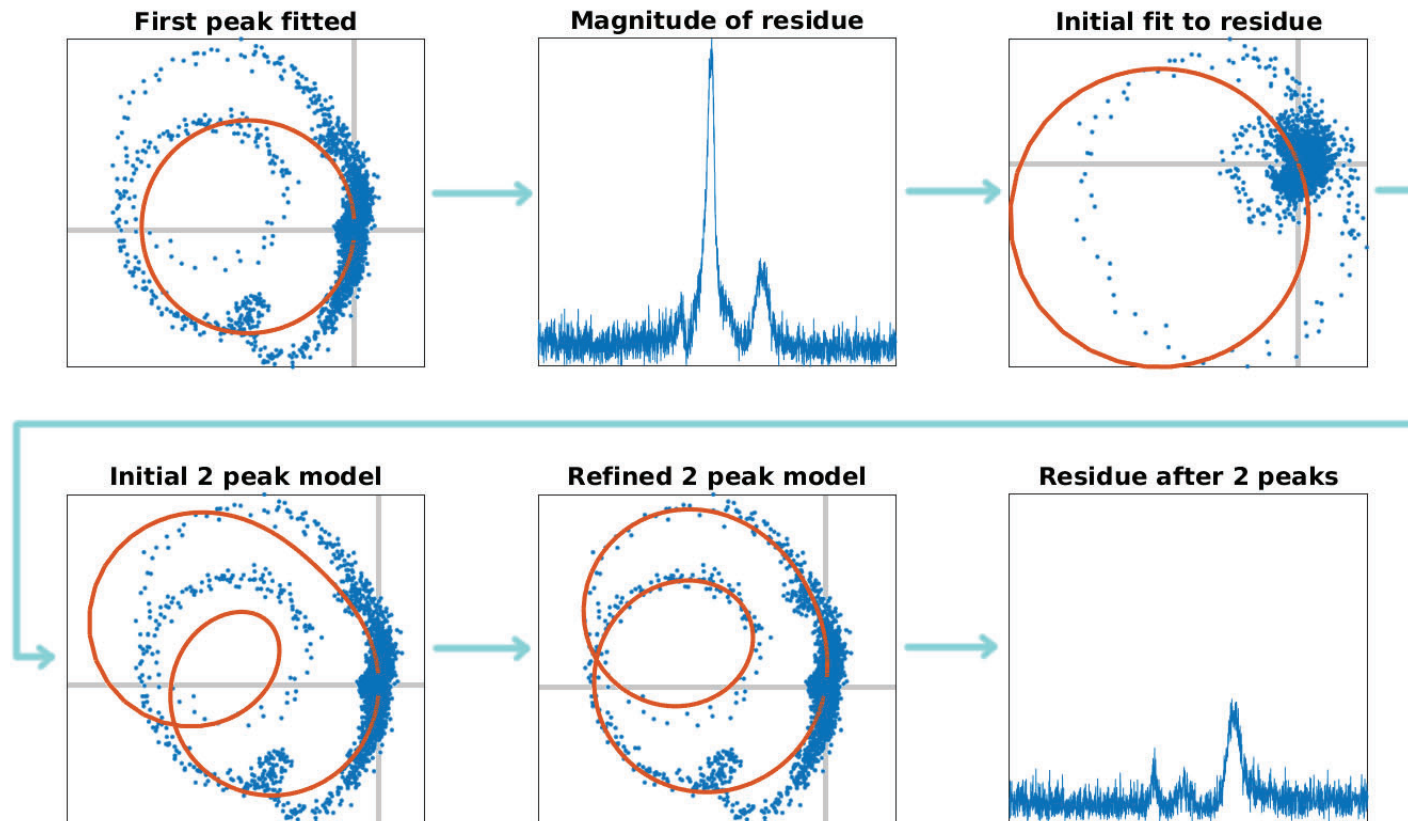 First peak fitted
Magnitude of residue
Initial fit to residue
Initial 2 peak model
Refined 2 peak model
Residue after 2 peaks